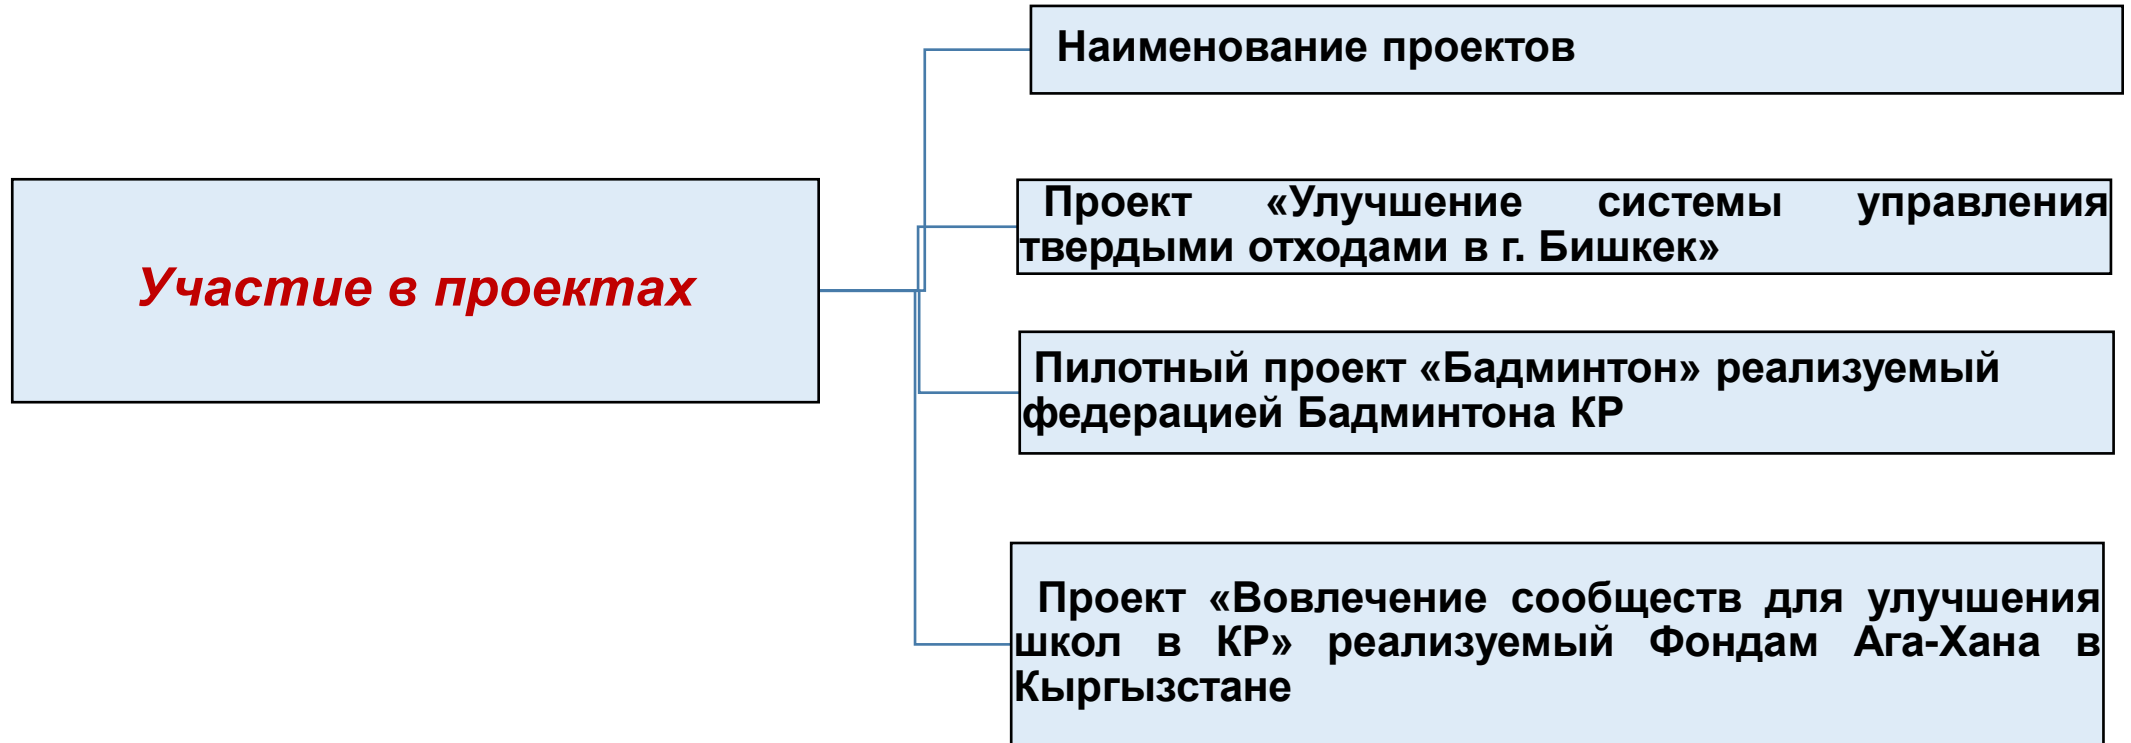 Наименование проектов
Участие в проектах
Проект «Улучшение системы управления
твердыми отходами в г. Бишкек»
Пилотный проект «Бадминтон» реализуемый
федерацией Бадминтона КР
Проект «Вовлечение сообществ для улучшения
школ в КР» реализуемый Фондам Ага-Хана в
Кыргызстане